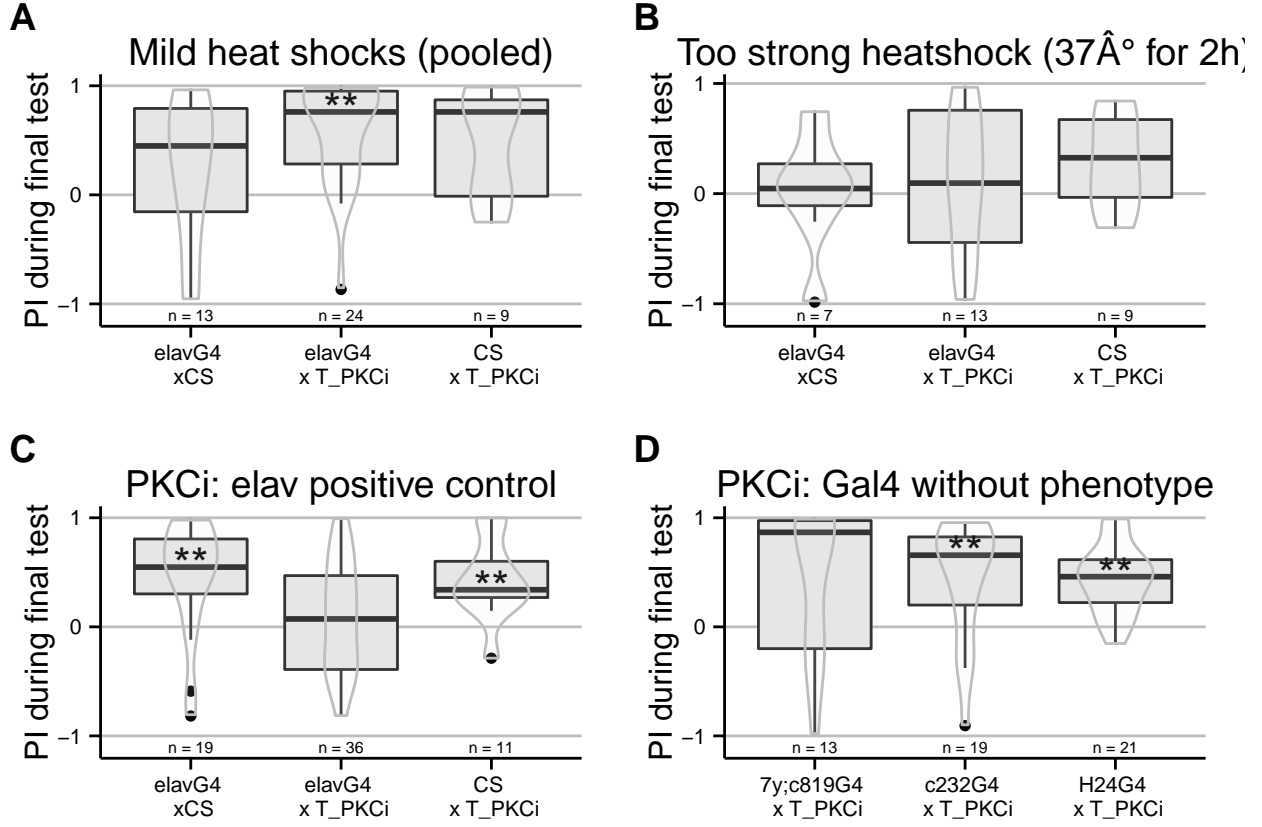 A
Mild heat shocks (pooled)
PI during final test
1
0
−1
**
n = 13
n = 24
n = 9
elavG4
xCS
elavG4
x T_PKCi
CS
x T_PKCi
B
Too strong heatshock (37Â° for 2h)
PI during final test
1
0
−1
n = 7
n = 13
n = 9
elavG4
xCS
elavG4
x T_PKCi
CS
x T_PKCi
C
PKCi: elav positive control
PI during final test
1
0
−1
**
**
n = 19
n = 36
n = 11
elavG4
xCS
elavG4
x T_PKCi
CS
x T_PKCi
D
PKCi: Gal4 without phenotype
PI during final test
1
0
−1
**
**
n = 13
n = 19
n = 21
7y;c819G4
x T_PKCi
c232G4
x T_PKCi
H24G4
x T_PKCi